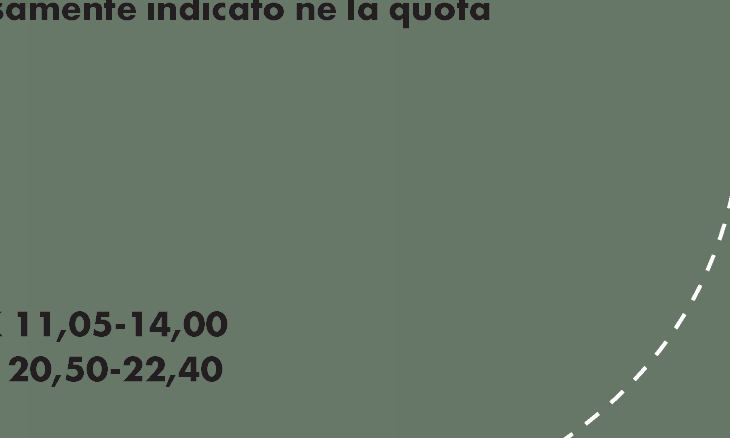 samente indicato ne la quota
11,05-14,00
20,50-22,40